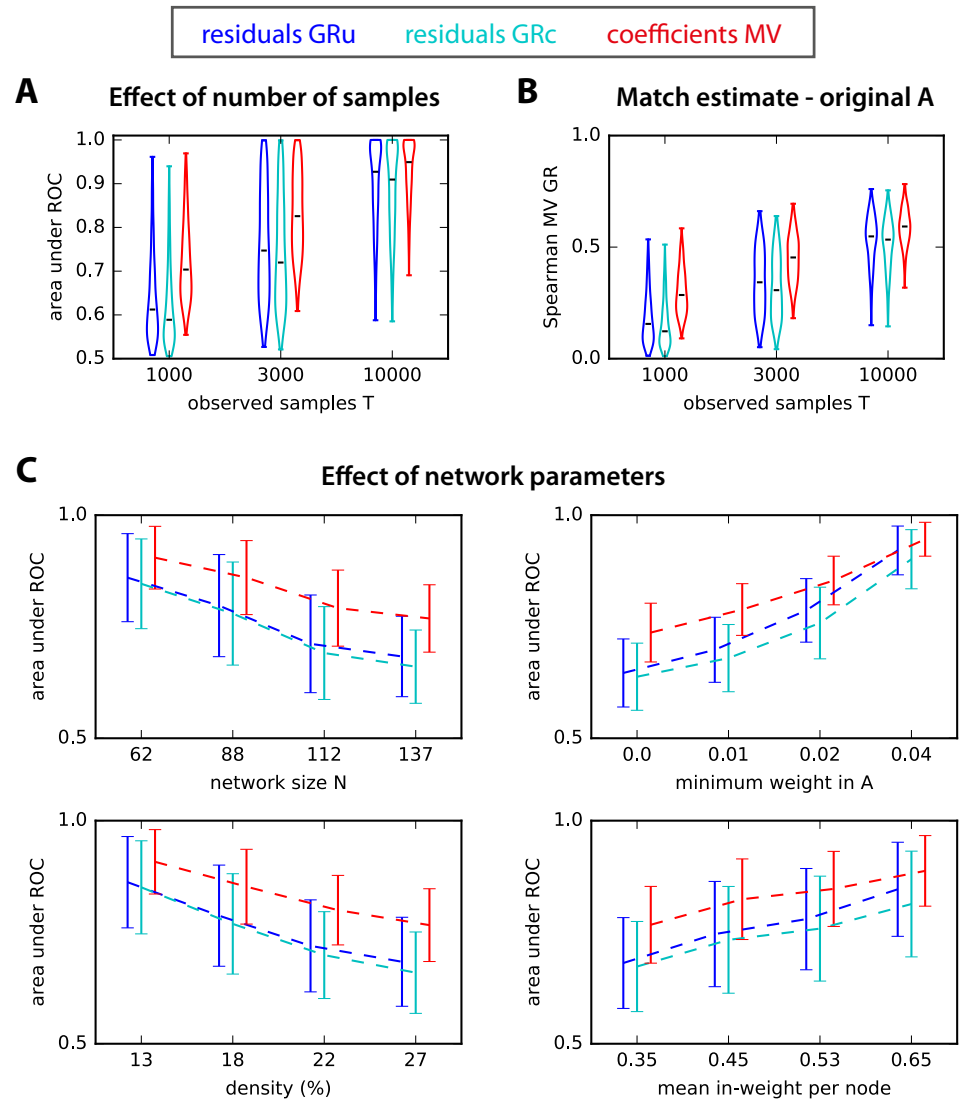 residuals GRu residuals GRc coefficients MV
A Effect of number of samples
area under ROC
1.0
0.9
0.8
0.7
0.6
0.5
1000 3000 10000
observed samples T
B Match estimate - original A
Spearman MV GR
1.0
0.5
0.0
1000 3000 10000
observed samples T
C Effect of network parameters
area under ROC
1.0
0.5
62 88 112 137
network size N
area under ROC
1.0
0.5
0.0 0.01 0.02 0.04
minimum weight in A
area under ROC
1.0
0.5
13 18 22 27
density (%)
area under ROC
1.0
0.5
0.35 0.45 0.53 0.65
mean in-weight per node